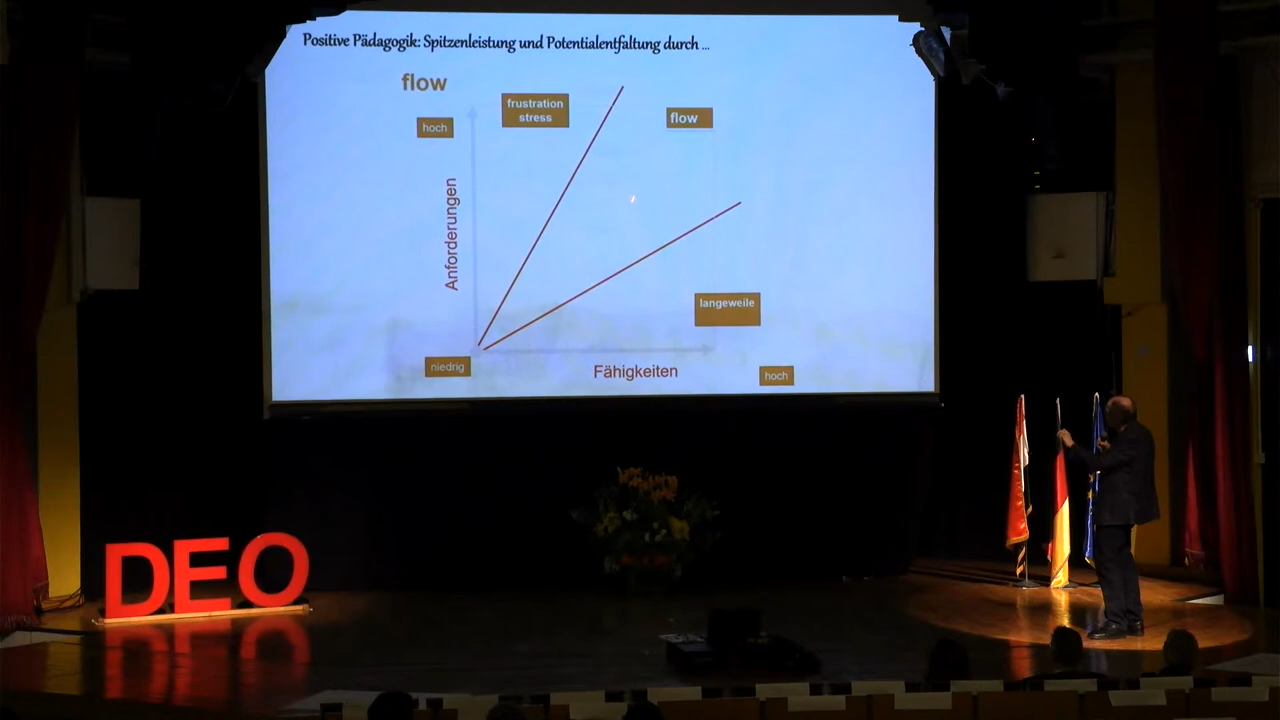 Positive Pädagogik: Spitzenleistung und Potentialentfaltung durch ...
flow
frustration
stress
flow
hoch
Anforderungen
langeweile
niedrig
Fähigkeiten
hoch
DEO